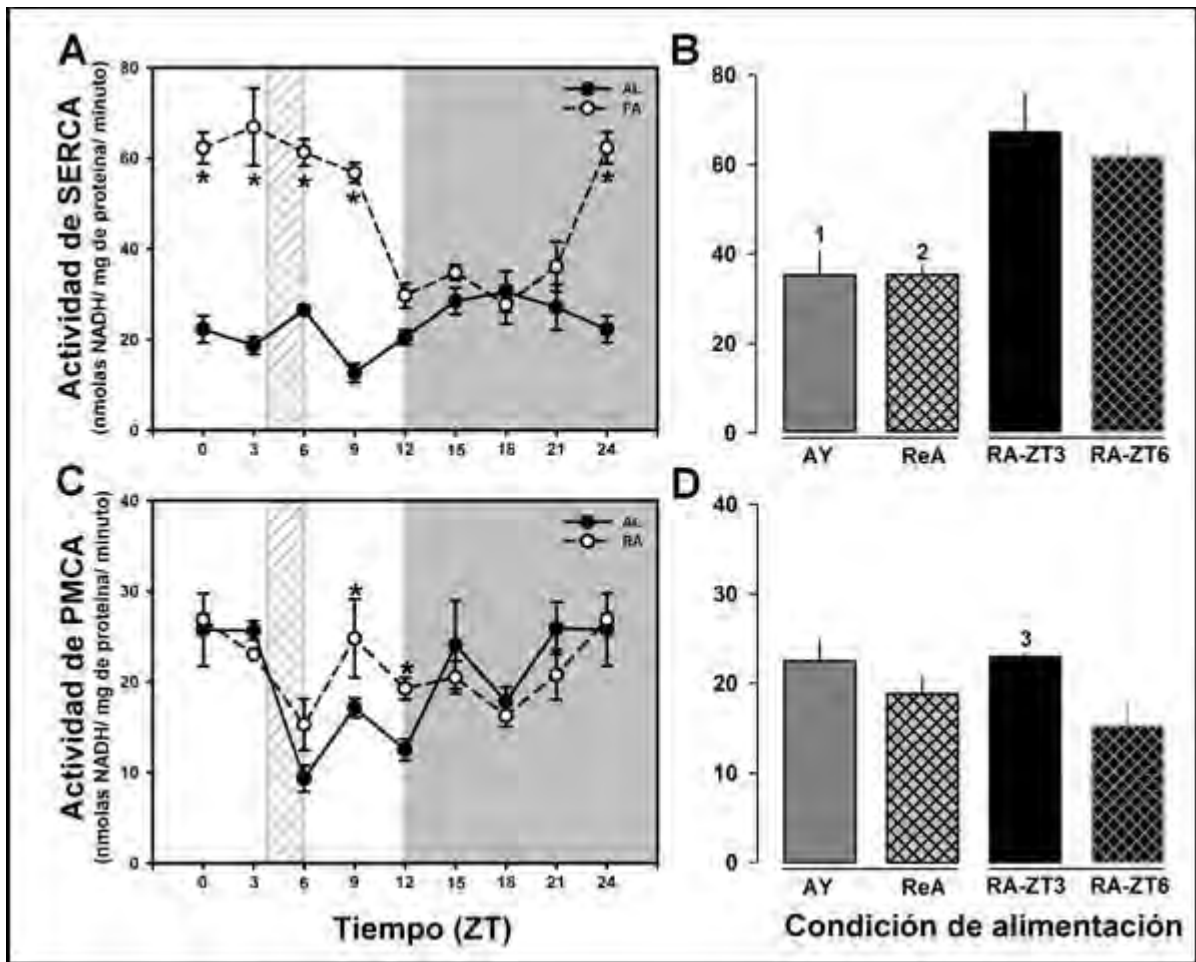 A
Actividad de SERCA
(nmolas NADH/ mg de proteína/ minuto)
80
60
40
20
0
AL
FA
* * * * *
0 3 6 9 12 15 18 21 24
B
80
60
40
20
0
1
2
AY ReA RA-ZT3 RA-ZT6
C
Actividad de PMCA
(nmolas NADH/ mg de proteína/ minuto)
40
30
20
10
0
AL
RA
* *
0 3 6 9 12 15 18 21 24
Tiempo (ZT)
D
40
30
20
10
0
3
AY ReA RA-ZT3 RA-ZT6
Condición de alimentación